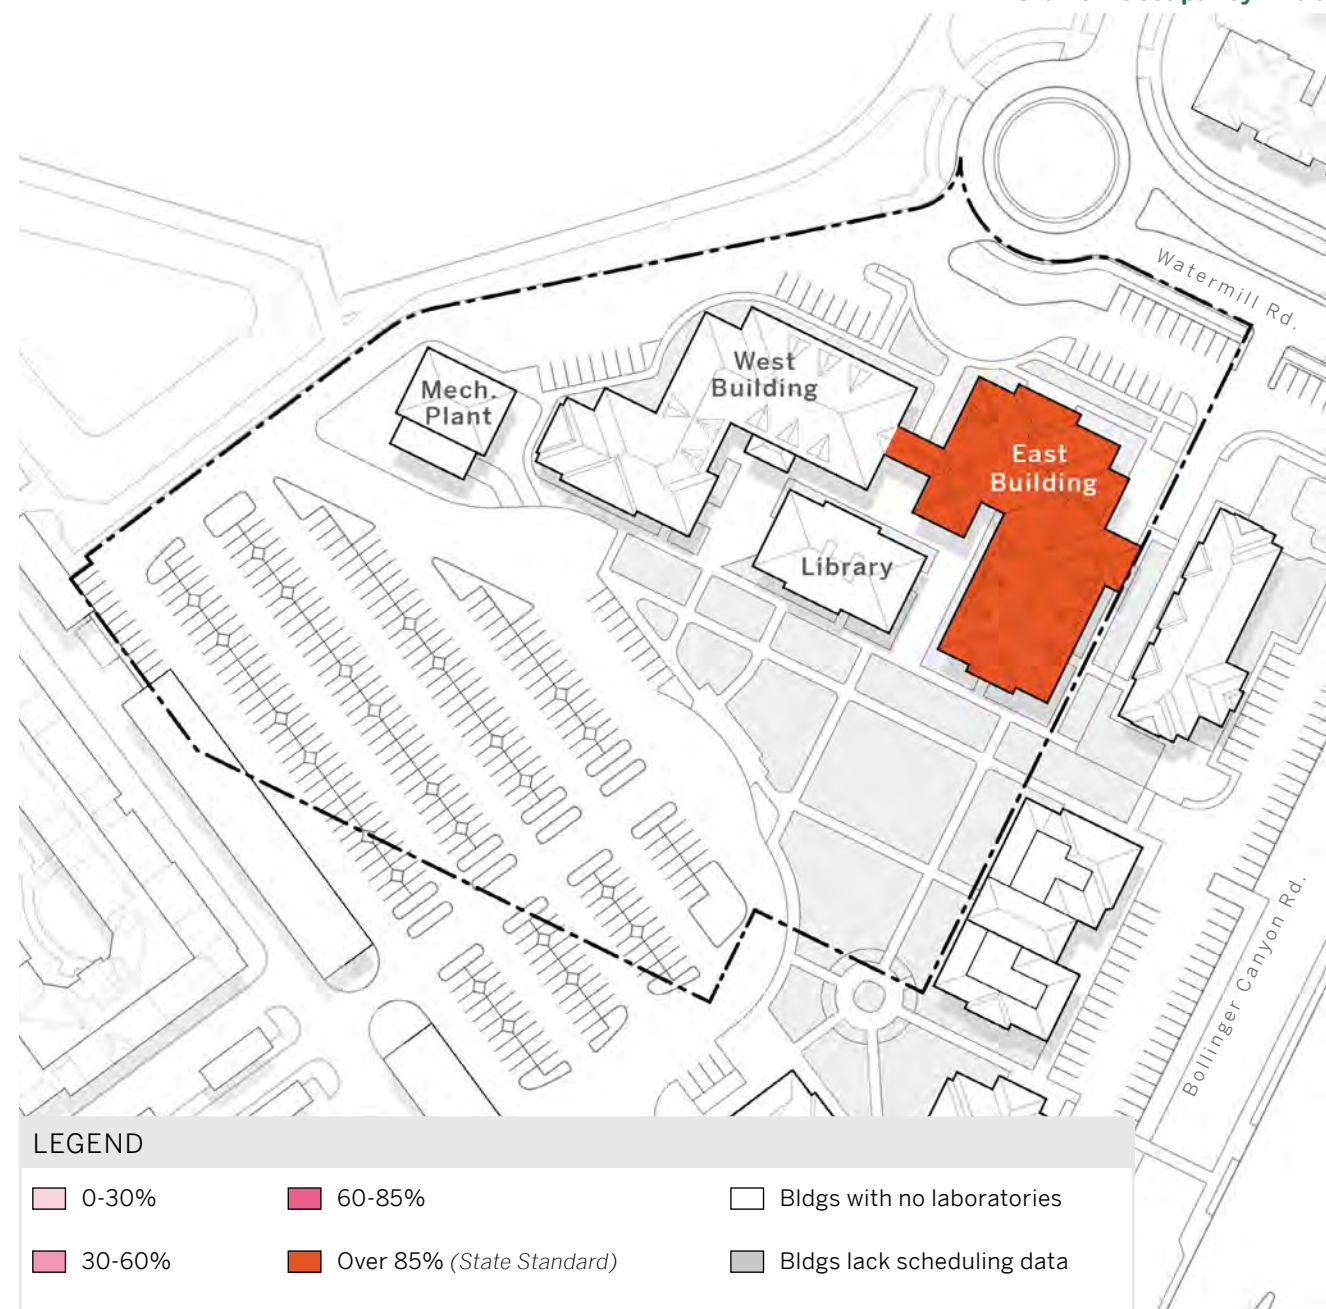 Watermill Rd.
West
Building
Mech.
Plant
East
Building
Library
Bollinger Canyon Rd.
LEGEND
0-30%
60-85%
Bldgs with no laboratories
30-60%
Over 85% (State Standard)
Bldgs lack scheduling data